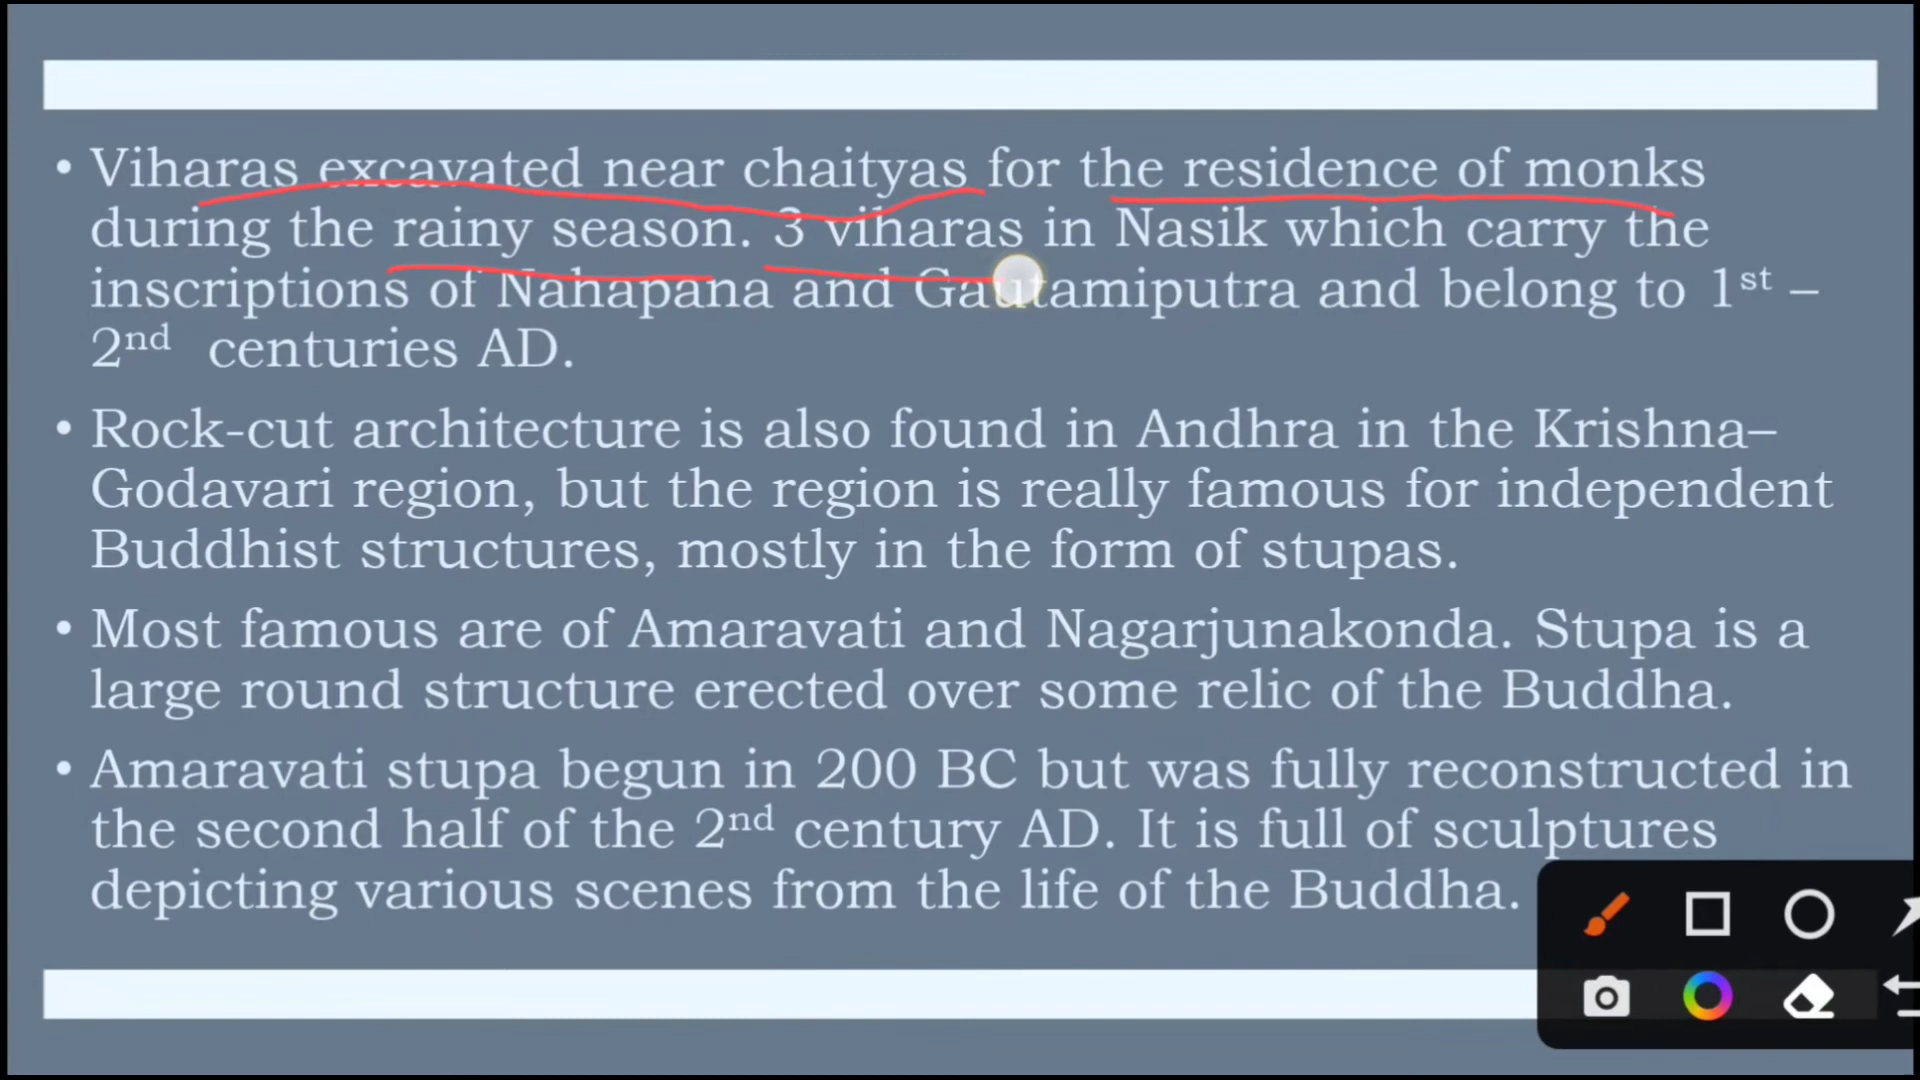 • Viharas excavated near chaityas for the residence of monks
during the rainy season. 3 viharas in Nasik which carry the
inscriptions of Nahapana and Gautamiputra and belong to 1st –
2nd centuries AD.
• Rock-cut architecture is also found in Andhra in the Krishna–
Godavari region, but the region is really famous for independent
Buddhist structures, mostly in the form of stupas.
• Most famous are of Amaravati and Nagarjunakonda. Stupa is a
large round structure erected over some relic of the Buddha.
• Amaravati stupa begun in 200 BC but was fully reconstructed in
the second half of the 2nd century AD. It is full of sculptures
depicting various scenes from the life of the Buddha.